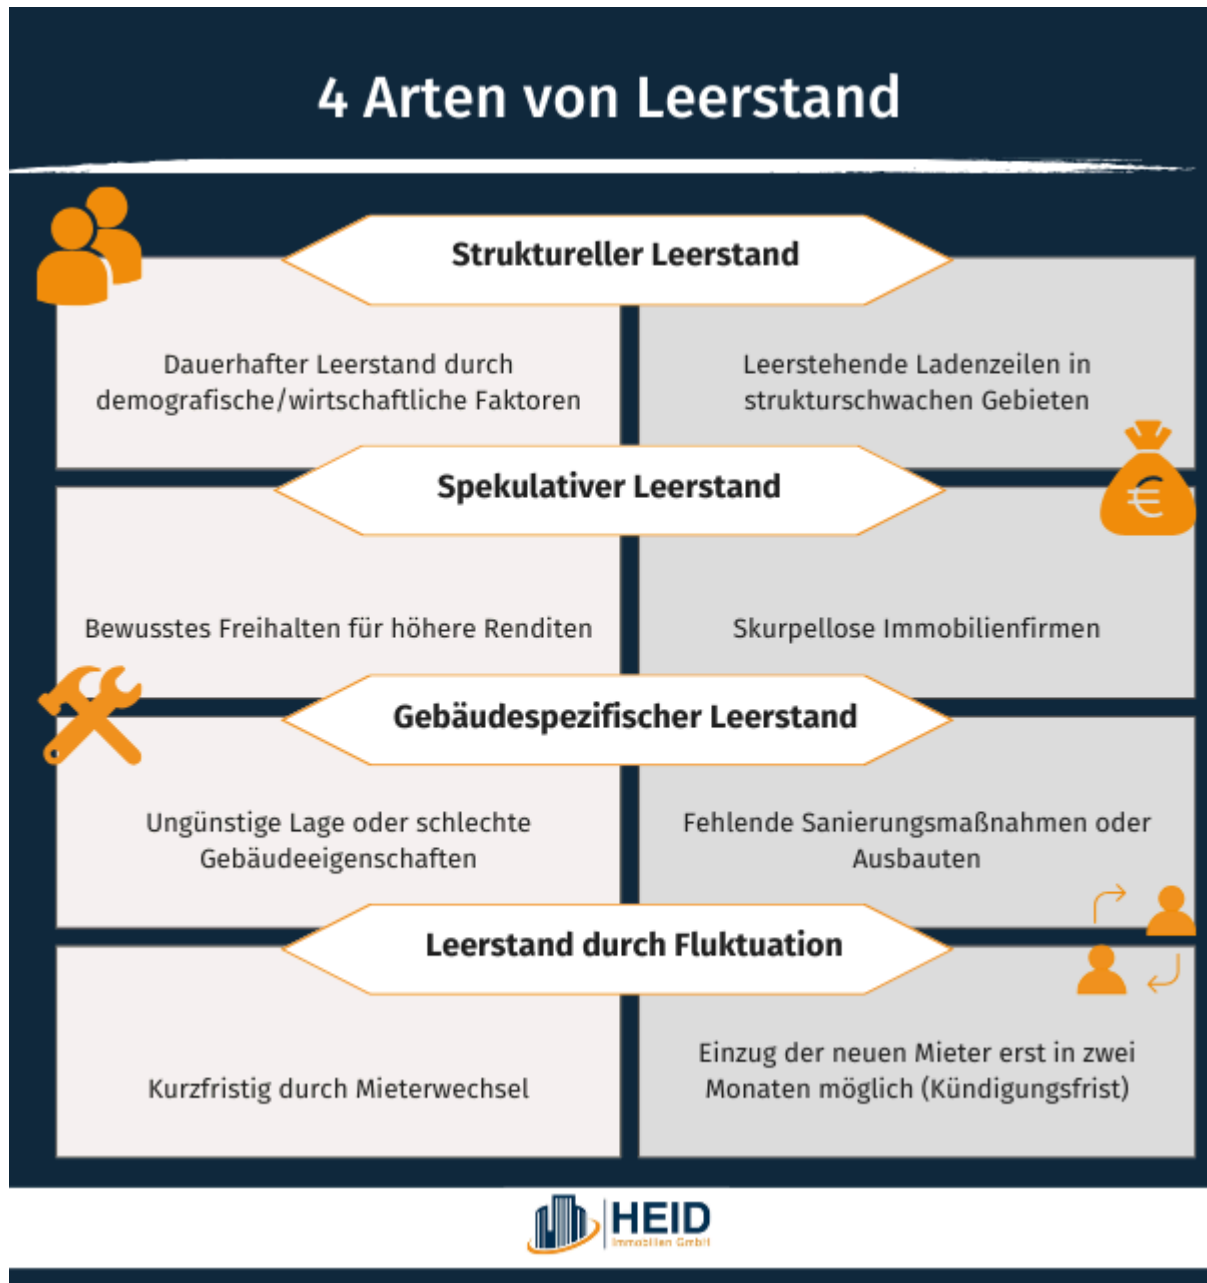 4 Arten von Leerstand
Struktureller Leerstand
Dauerhafter Leerstand durch
demografische/wirtschaftliche Faktoren
Leerstehende Ladenzeilen in
strukturschwachen Gebieten
Spekulativer Leerstand
€
Bewusstes Freihalten für höhere Renditen
Skurpellose Immobilienfirmen
Gebäudespezifischer Leerstand
Ungünstige Lage oder schlechte
Gebäudeeigenschaften
Fehlende Sanierungsmaßnahmen oder
Ausbauten
Leerstand durch Fluktuation
Kurzfristig durch Mieterwechsel
Einzug der neuen Mieter erst in zwei
Monaten möglich (Kündigungsfrist)
HEID
Immobilien GmbH